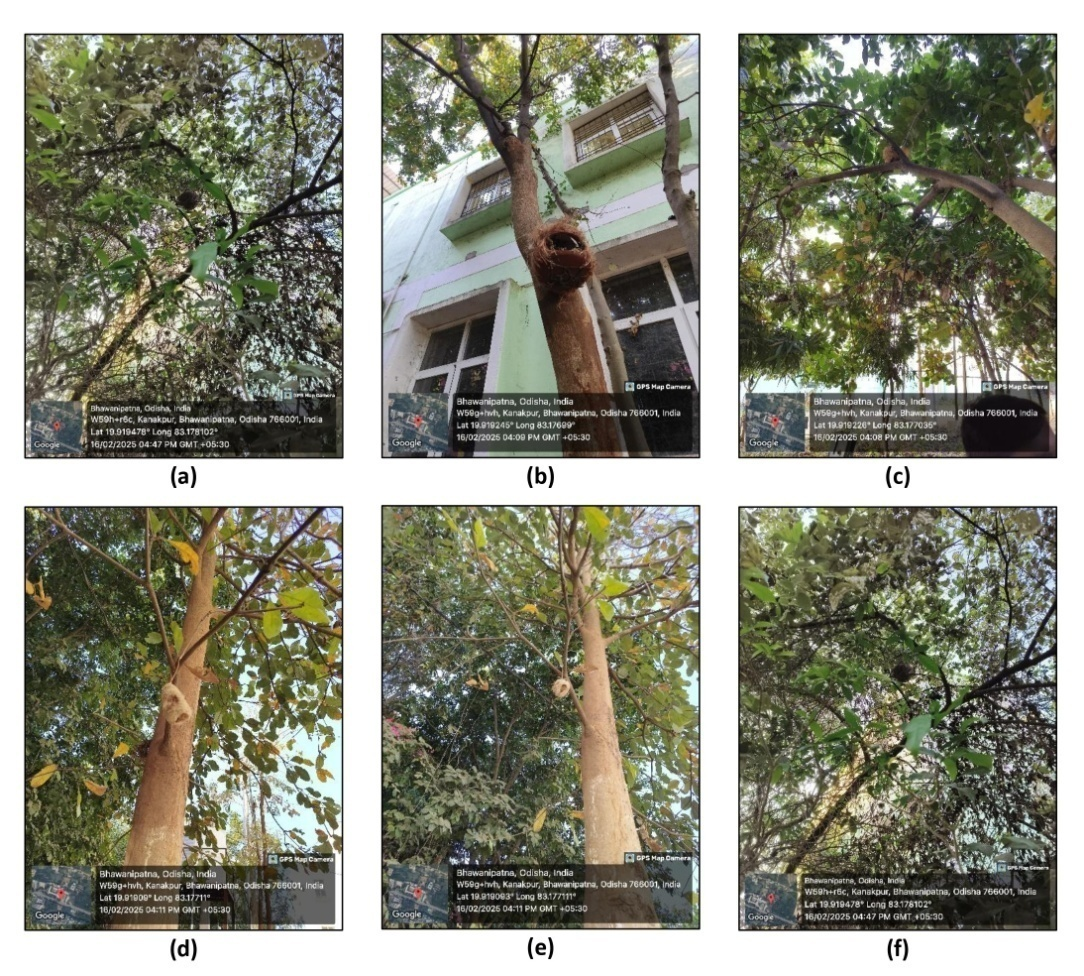 GPS Map Camera
Bhawanipatna, Odisha, India
W59h+r6c, Kanakpur, Bhawanipatna, Odisha 766001, India
Lat 19.919478° Long 83.178102°
16/02/2025 04:47 PM GMT +05:30
Google
(a)
GPS Map Camera
Bhawanipatna, Odisha, India
W59g+hvh, Kanakpur, Bhawanipatna, Odisha 766001, India
Lat 19.919245° Long 83.17699°
16/02/2025 04:09 PM GMT +05:30
Google
(b)
GPS Map Camera
Bhawanipatna, Odisha, India
W59g+hvh, Kanakpur, Bhawanipatna, Odisha 766001, India
Lat 19.919226° Long 83.177035°
16/02/2025 04:08 PM GMT +05:30
Google
(c)
GPS Map Camera
Bhawanipatna, Odisha, India
W59g+hvh, Kanakpur, Bhawanipatna, Odisha 766001, India
Lat 19.91909° Long 83.17711°
16/02/2025 04:11 PM GMT +05:30
Google
(d)
GPS Map Camera
Bhawanipatna, Odisha, India
W59g+hvh, Kanakpur, Bhawanipatna, Odisha 766001, India
Lat 19.919093° Long 83.177111°
16/02/2025 04:11 PM GMT +05:30
Google
(e)
GPS Map Camera
Bhawanipatna, Odisha, India
W59h+r6c, Kanakpur, Bhawanipatna, Odisha 766001, India
Lat 19.919478° Long 83.178102°
16/02/2025 04:47 PM GMT +05:30
Google
(f)